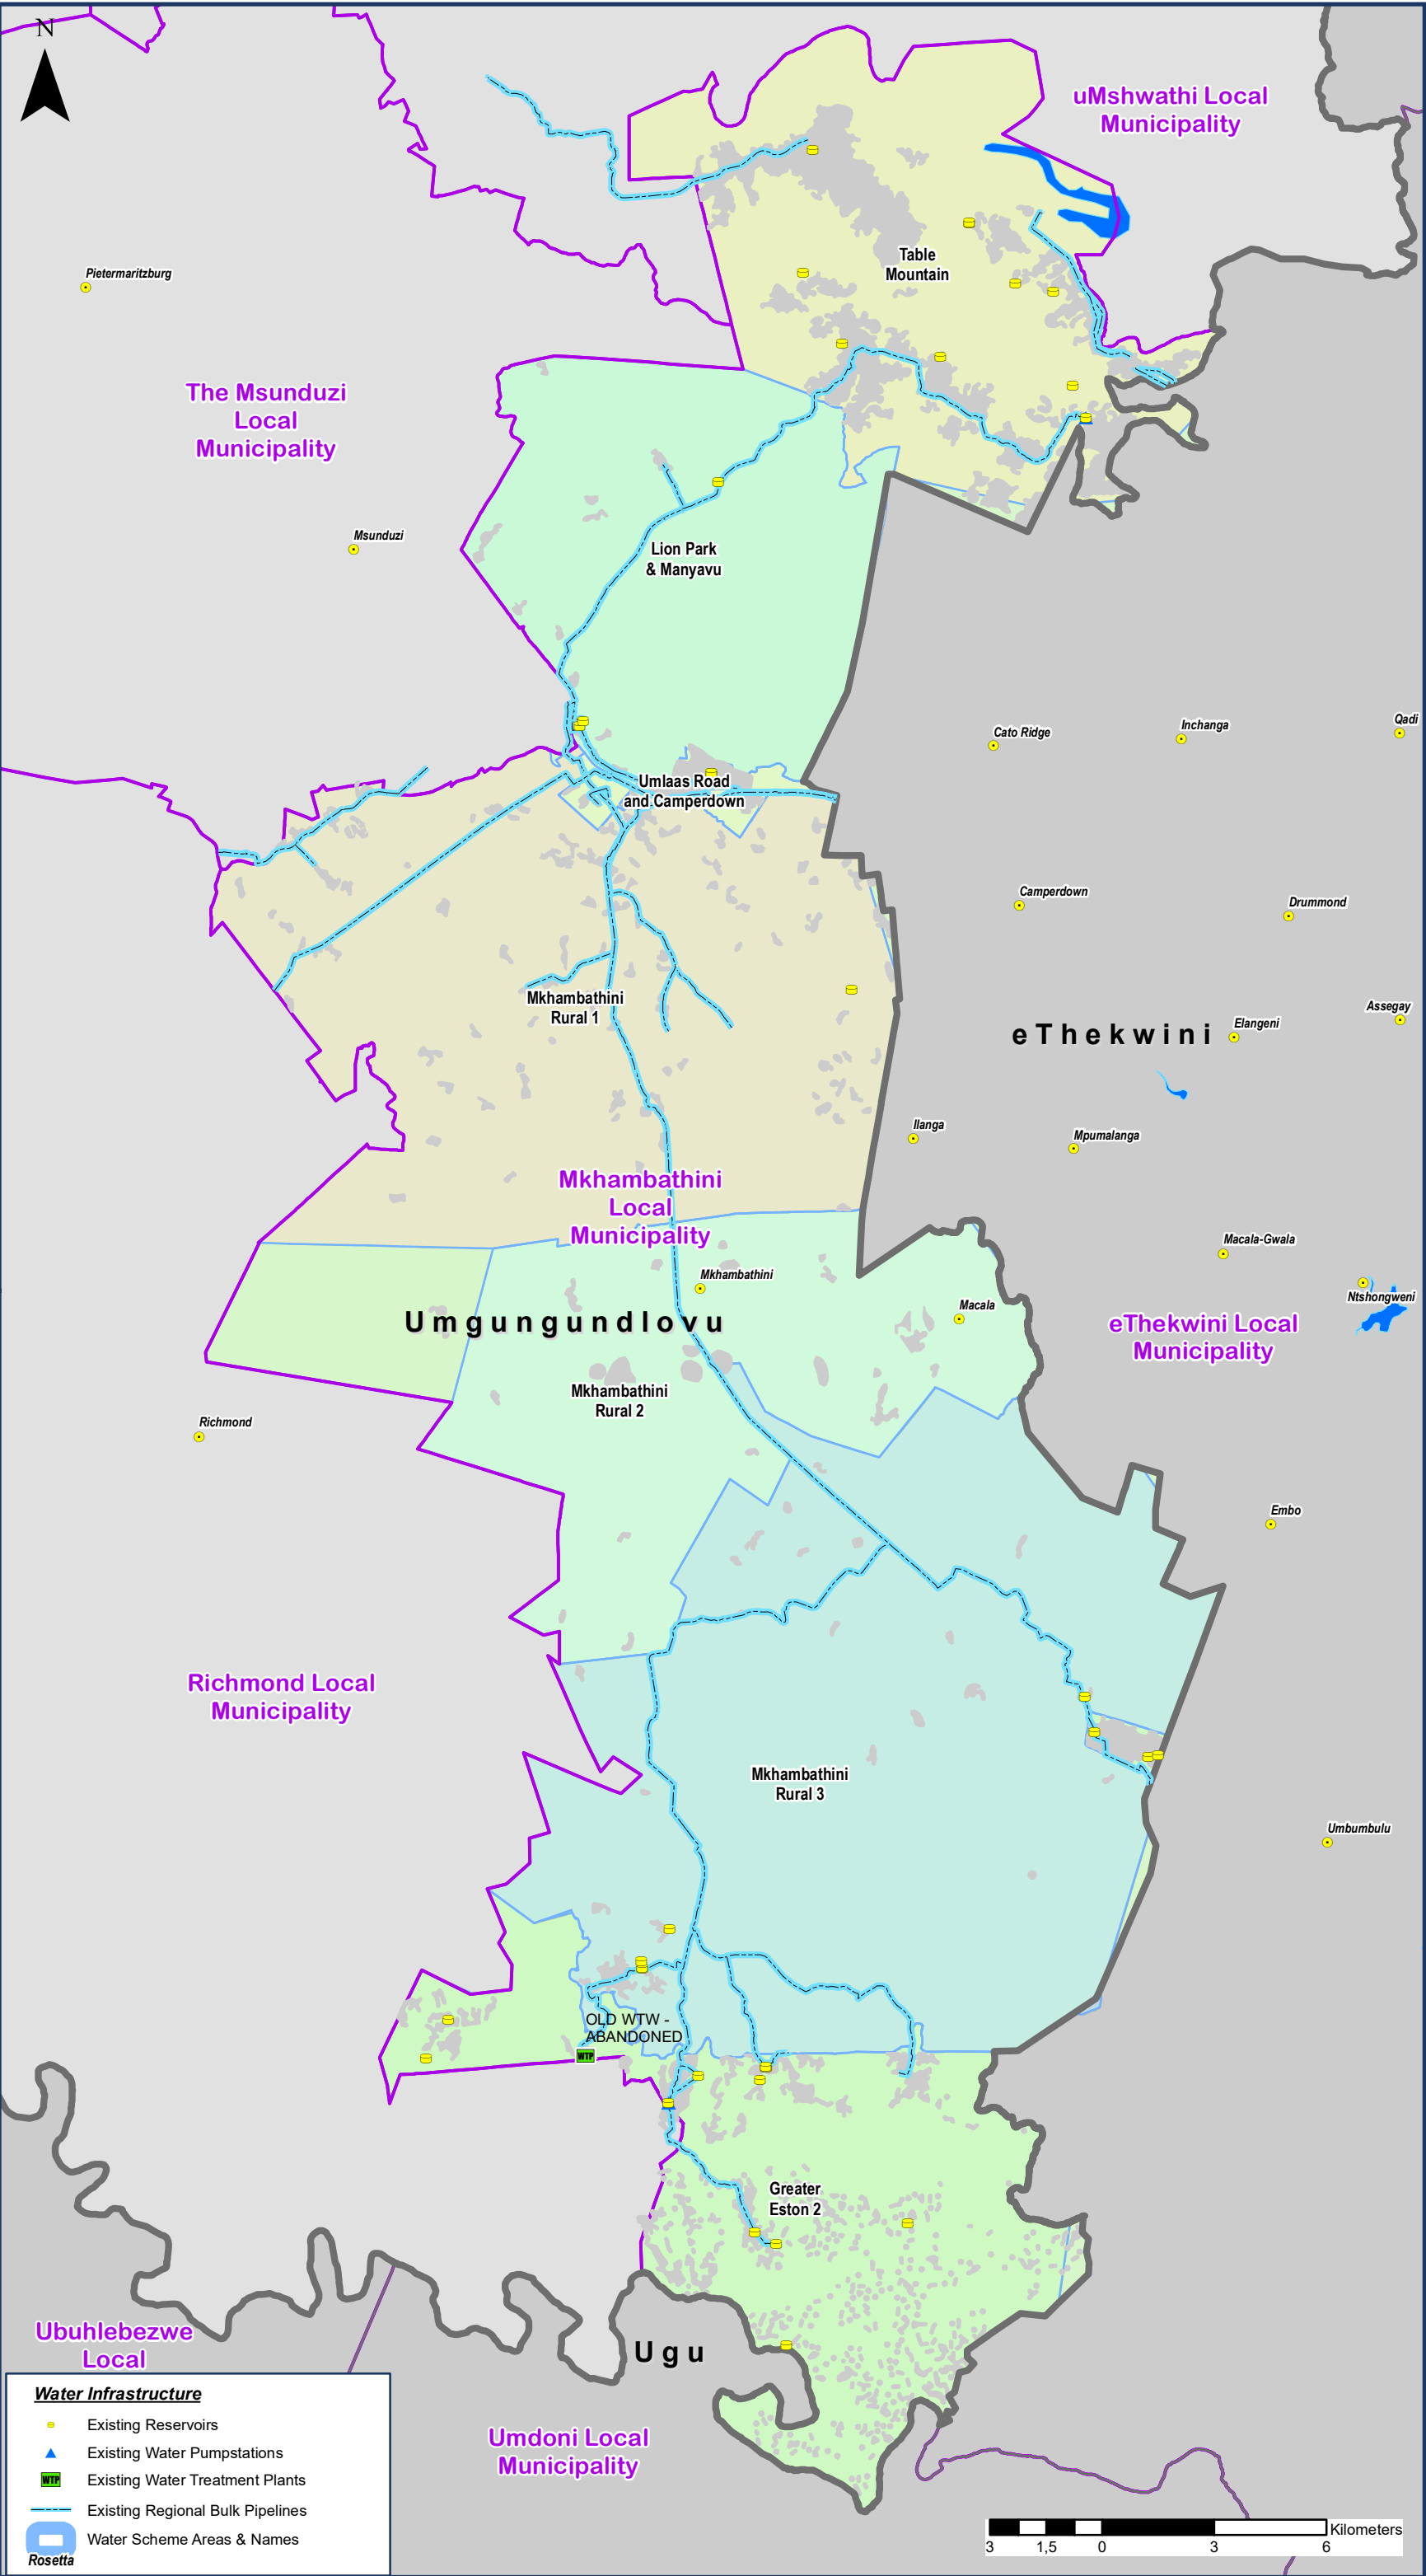 N
uMshwathi Local
Municipality
Table
Mountain
Pietermaritzburg
The Msunduzi
Local
Municipality
Msunduzi
Lion Park
& Manyavu
Cato Ridge
Inchanga
Qadi
Umlaas Road
and Camperdown
Camperdown
Drummond
Mkhambathini
Rural 1
Assegay
eThekwini
Elangeni
Ilanga
Mpumalanga
Mkhambathini
Local
Municipality
Macala-Gwala
Mkhambathini
Ntshongweni
Macala
Umgungundlovu
eThekwini Local
Municipality
Mkhambathini
Rural 2
Richmond
Embo
Richmond Local
Municipality
Mkhambathini
Rural 3
Umbumbulu
OLD WTW -
ABANDONED
WTP
Greater
Eston 2
Ubuhlebezwe
Local
Ugu
Umdoni Local
Municipality
Water Infrastructure
Existing Reservoirs
Existing Water Pumpstations
WTP Existing Water Treatment Plants
Existing Regional Bulk Pipelines
Water Scheme Areas & Names
Rosetta
Kilometers
3 1,5 0 3 6